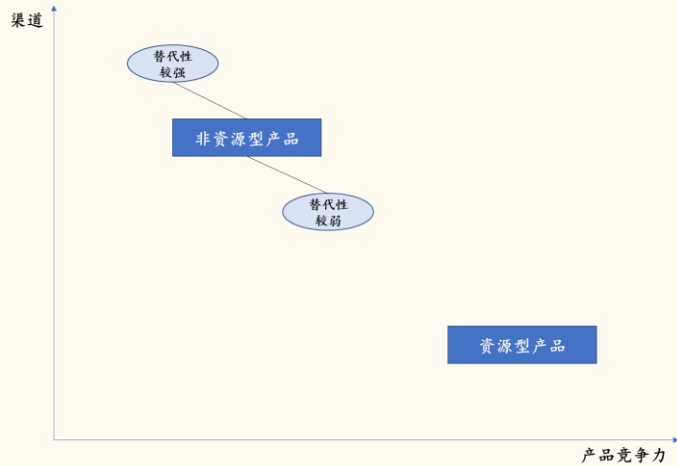 渠道
替代性
较强
非资源型产品
替代性
较弱
资源型产品
产品竞争力